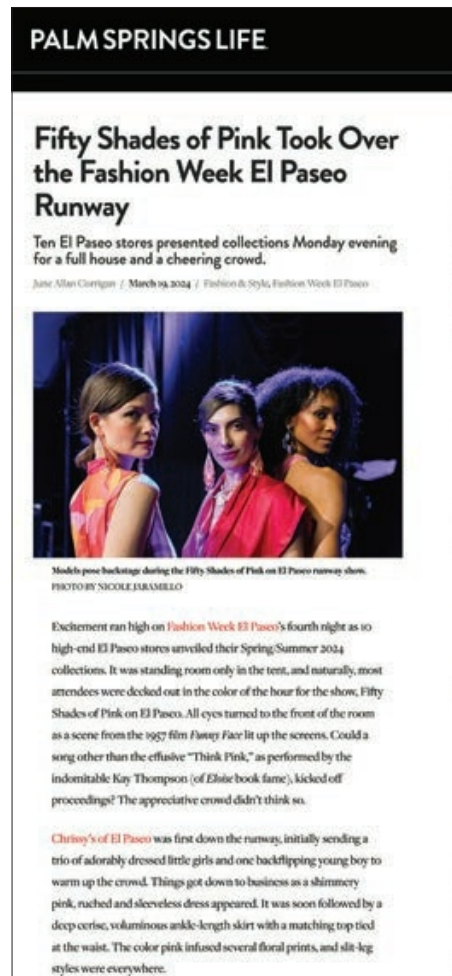 PALM SPRINGS LIFE
Fifty Shades of Pink Took Over
the Fashion Week El Paseo
Runway
Ten El Paseo stores presented collections Monday evening
for a full house and a cheering crowd.
June Allan Corrigan / March 19, 2024 / Fashion & Style, Fashion Week El Paseo
Models pose backstage during the Fifty Shades of Pink on El Paseo runway show.
PHOTO BY NICOLE JARAMILLO
Excitement ran high on Fashion Week El Paseo's fourth night as 10
high-end El Paseo stores unveiled their Spring/Summer 2024
collections. It was standing room only in the tent, and naturally, most
attendees were decked out in the color of the hour for the show, Fifty
Shades of Pink on El Paseo. All eyes turned to the front of the room
as a scene from the 1957 film Funny Face lit up the screens. Could a
song other than the effusive "Think Pink," as performed by the
indomitable Kay Thompson (of Eloise book fame), kicked off
proceedings? The appreciative crowd didn't think so.
Chrissy's of El Paseo was first down the runway, initially sending a
trio of adorably dressed little girls and one backflipping young boy to
warm up the crowd. Things got down to business as a shimmery
pink, ruched and sleeveless dress appeared. It was soon followed by a
deep cerise, voluminous ankle-length skirt with a matching top tied
at the waist. The color pink infused several floral prints, and slit-leg
styles were everywhere.